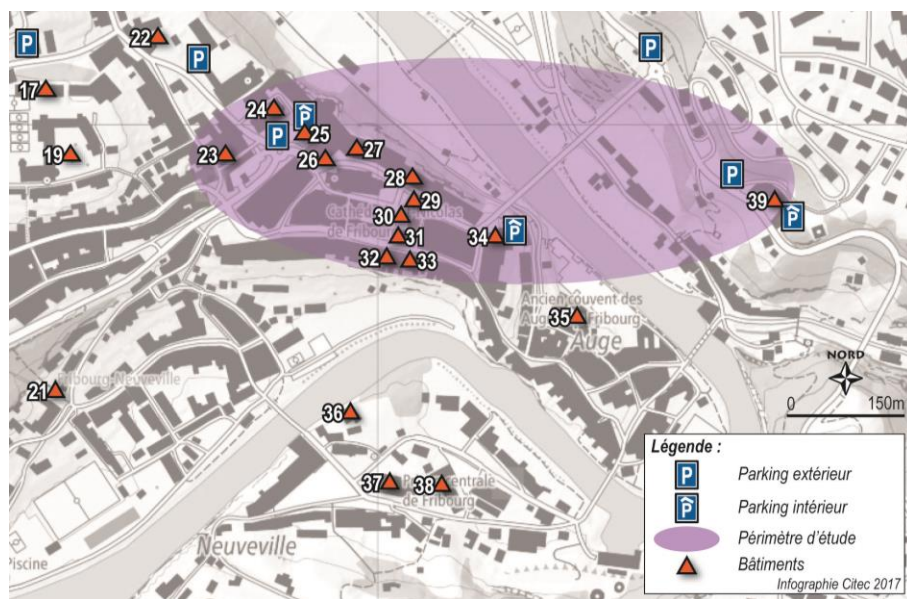 22
P
P
P
17
24
P
25
P
23
26
27
19
28
P
29
39
P
Cathédrale St-Nicolas
30
de Fribourg
31
34
P
32
33
Ancien couvent des
35
Auge
Fribourg
21
Fribourg-Neuveville
NORD
0
150m
36
Légende :
P
Parking extérieur
37
38
centrale
de Fribourg
P
Parking intérieur
Neuveville
Périmètre d'étude
Piscine
Bâtiments
Infographie Citec 2017